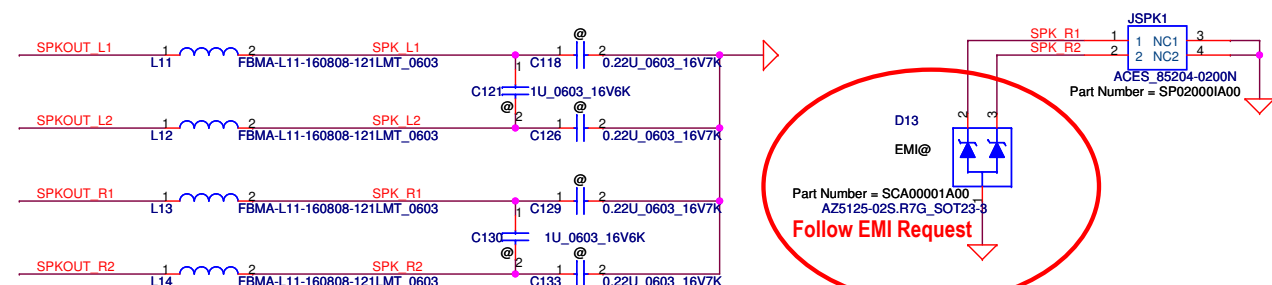 SPKOUT_L1 1 2 SPK_L1 1 @ 2
L11 FBMA-L11-160808-121LMT_0603 C118 0.22U_0603_16V7K
1
C121 1U_0603_16V6K
@ 2
SPKOUT_L2 1 2 SPK_L2 1 @ 2
L12 FBMA-L11-160808-121LMT_0603 C126 0.22U_0603_16V7K
SPKOUT_R1 1 2 SPK_R1 1 @ 2
L13 FBMA-L11-160808-121LMT_0603 C129 0.22U_0603_16V7K
1
C130 1U_0603_16V6K
@ 2
SPKOUT_R2 1 2 SPK_R2 1 @ 2
L14 FBMA-L11-160808-121LMT_0603 C133 0.22U_0603_16V7K
JSPK1
SPK_R1 1 1 NC1 3
SPK_R2 2 2 NC2 4
ACES_85204-0200N
Part Number = SP02000IA00
2 3
D13
EMI@
Part Number = SCA00001A00
1
AZ5125-02S.R7G_SOT23-3
Follow EMI Request